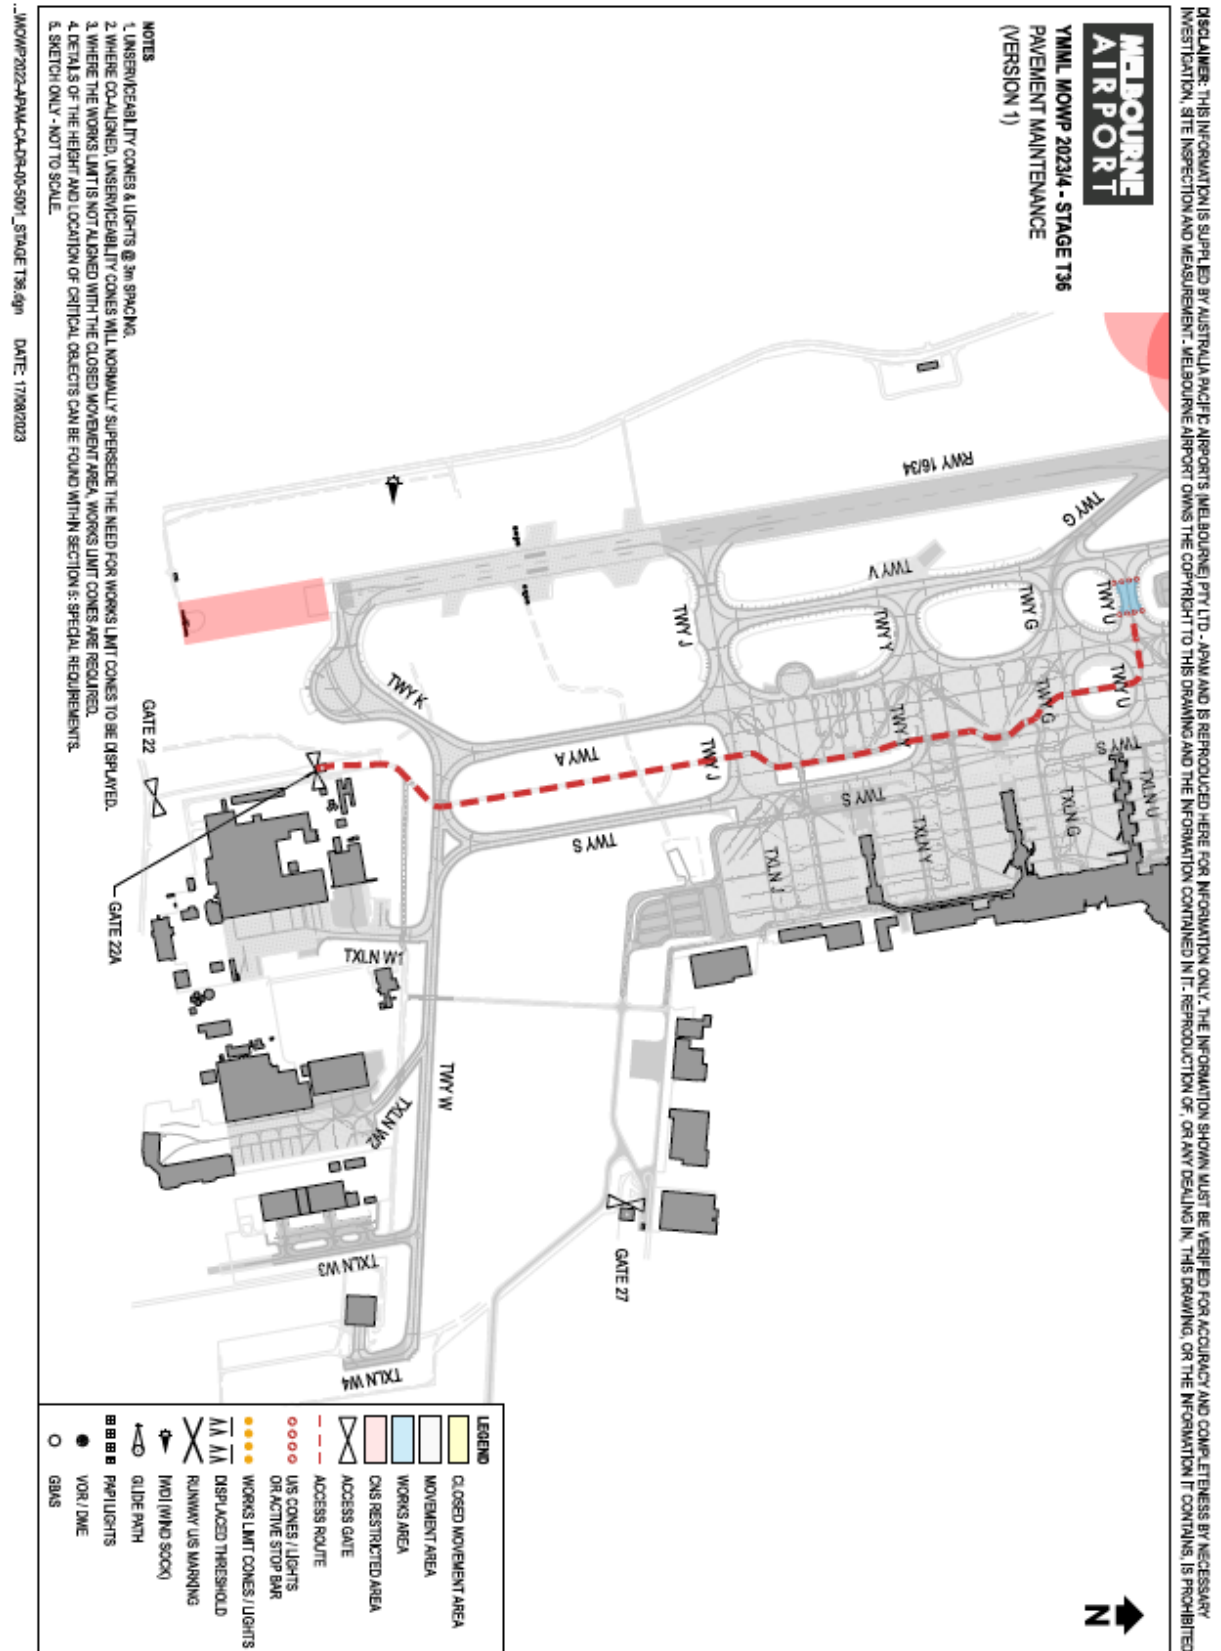 DISCLAIMER: THIS INFORMATION IS SUPPLIED BY AUSTRALIA PACIFIC AIRPORTS (MELBOURNE) PTY LTD - APAM AND IS REPRODUCED HERE FOR INFORMATION ONLY. THE INFORMATION SHOWN MUST BE VERIFIED FOR ACCURACY AND COMPLETENESS BY NECESSARY
INVESTIGATION, SITE INSPECTION AND MEASUREMENT. MELBOURNE AIRPORT OWNS THE COPYRIGHT TO THIS DRAWING AND THE INFORMATION CONTAINED IN IT. REPRODUCTION OF, OR ANY DEALING IN, THIS DRAWING, OR THE INFORMATION IT CONTAINS, IS PROHIBITED
MELBOURNE
AIRPORT
YMML MOWP 2023/4 - STAGE T36
PAVEMENT MAINTENANCE
(VERSION 1)
N
RWY 16/34
TWY G
TWY V
TWY U
TWY G
TWY Y
TWY J
TWY U
TWY G
TWY Y
TWY J
TWY K
TWY A
TWY S
TWY S
TWY S
TXLN U
TXLN G
TXLN Y
TXLN J
GATE 22
GATE 22A
TXLN W1
TWY W
TXLN W2
GATE 27
TXLN W3
TXLN W4
NOTES
1. UNSERVICEABILITY CONES & LIGHTS @ 3m SPACING.
2. WHERE CO-ALIGNED, UNSERVICEABILITY CONES WILL NORMALLY SUPERSEDE THE NEED FOR WORKS LIMIT CONES TO BE DISPLAYED.
3. WHERE THE WORKS LIMIT IS NOT ALIGNED WITH THE CLOSED MOVEMENT AREA, WORKS LIMIT CONES ARE REQUIRED.
4. DETAILS OF THE HEIGHT AND LOCATION OF CRITICAL OBJECTS CAN BE FOUND WITHIN SECTION 5: SPECIAL REQUIREMENTS.
5. SKETCH ONLY - NOT TO SCALE.
LEGEND
CLOSED MOVEMENT AREA
MOVEMENT AREA
WORKS AREA
CNS RESTRICTED AREA
ACCESS GATE
ACCESS ROUTE
U/S CONES / LIGHTS
OR ACTIVE STOP BAR
WORKS LIMIT CONES / LIGHTS
DISPLACED THRESHOLD
RUNWAY U/S MARKING
IWDI (WIND SOCK)
GLIDE PATH
PAPI LIGHTS
VOR / DME
GBAS
...\MOWP2022-APAM-CA-DR-00-5001_STAGE T36.dgn DATE: 17/08/2023